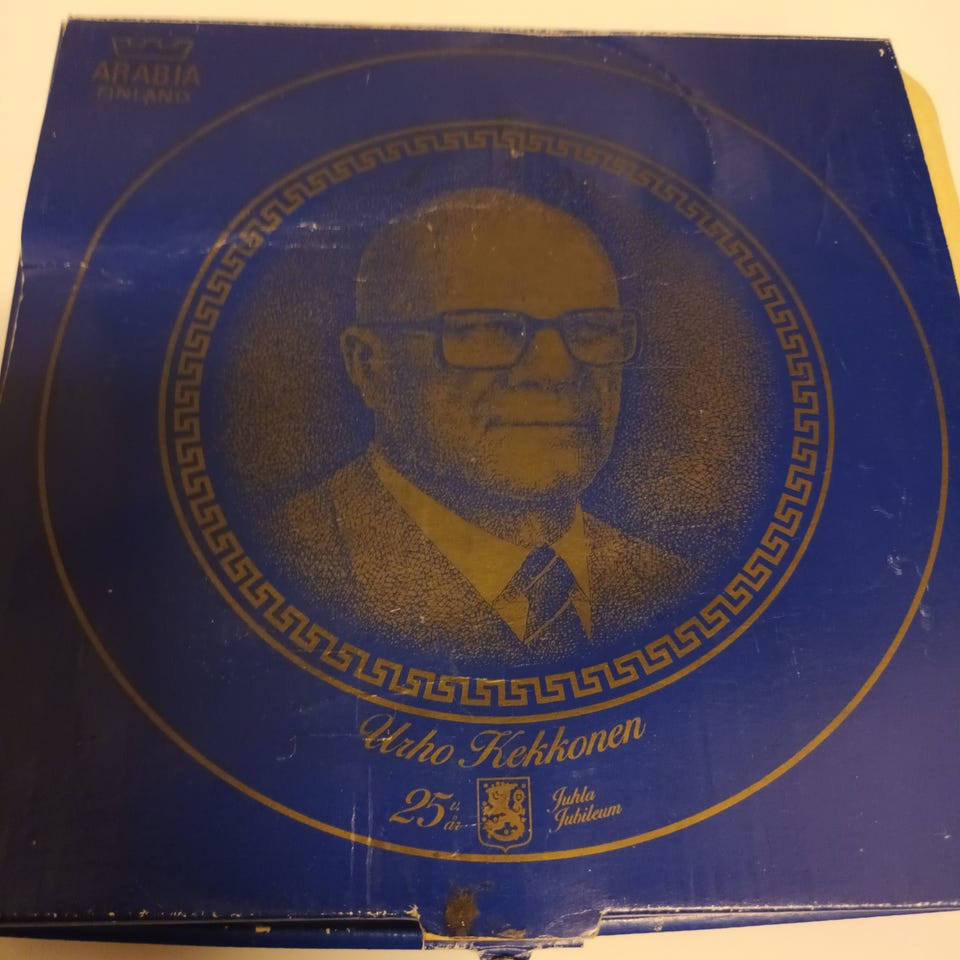 ARABIA
FINLAND
Urho Kekkonen
25 v. år
Juhla
Jubileum